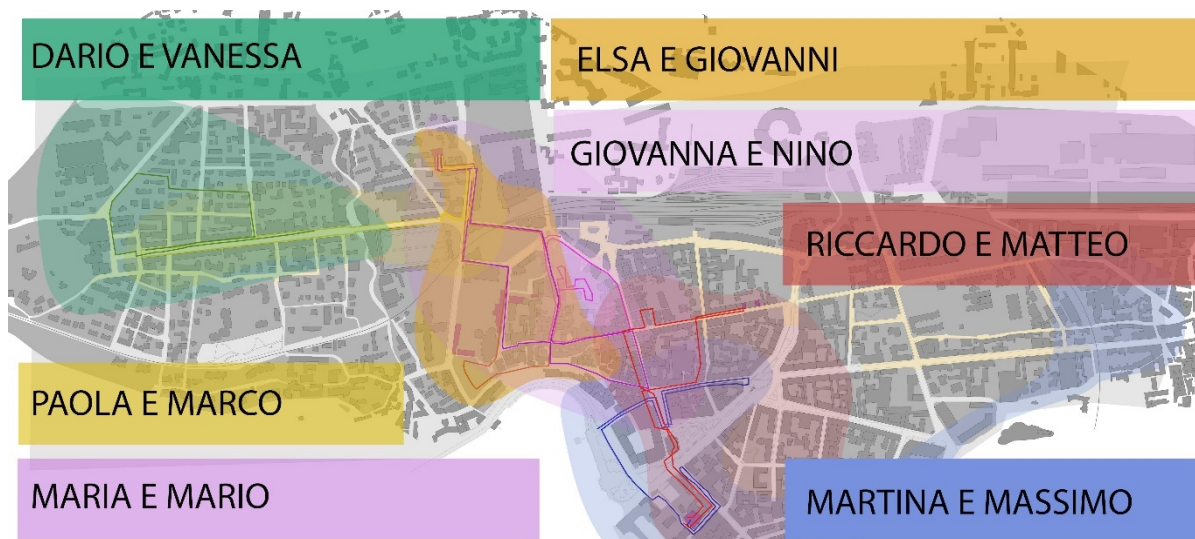 DARIO E VANESSA
ELSA E GIOVANNI
GIOVANNA E NINO
RICCARDO E MATTEO
PAOLA E MARCO
MARIA E MARIO
MARTINA E MASSIMO